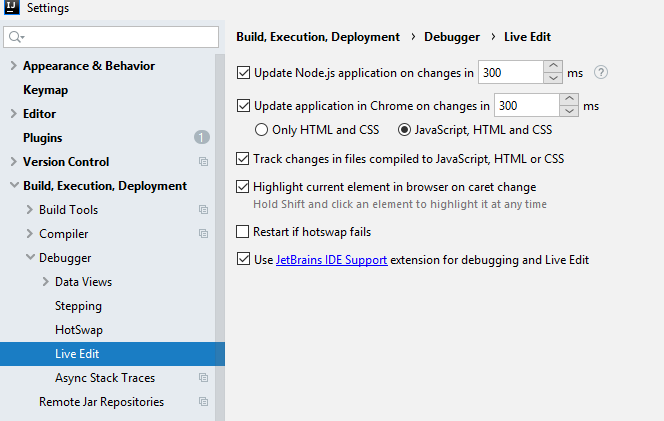 IJ
Settings
Appearance & Behavior
Keymap
Editor
Plugins 1
Version Control
Build, Execution, Deployment
Build Tools
Compiler
Debugger
Data Views
Stepping
HotSwap
Live Edit
Async Stack Traces
Remote Jar Repositories
Build, Execution, Deployment › Debugger › Live Edit
Update Node.js application on changes in 300 ms ?
Update application in Chrome on changes in 300 ms
Only HTML and CSS JavaScript, HTML and CSS
Track changes in files compiled to JavaScript, HTML or CSS
Highlight current element in browser on caret change
Hold Shift and click an element to highlight it at any time
Restart if hotswap fails
Use JetBrains IDE Support extension for debugging and Live Edit